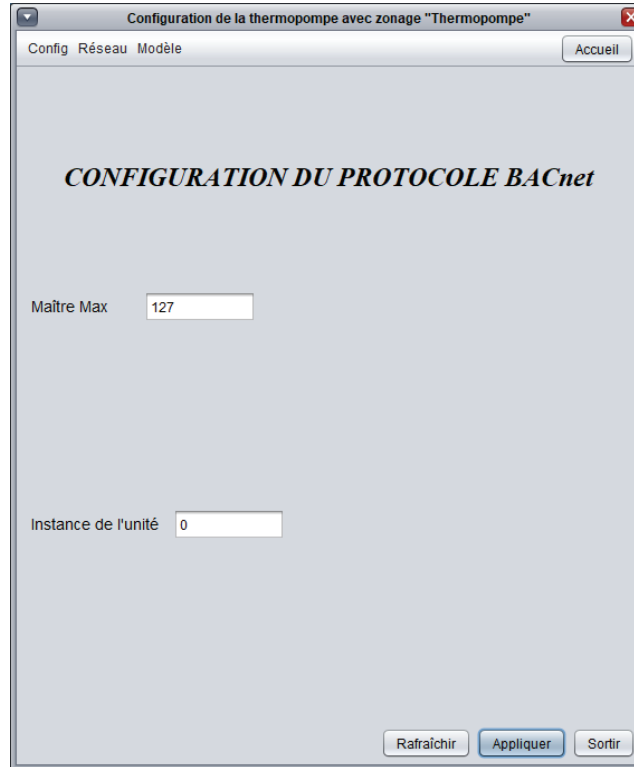 Configuration de la thermopompe avec zonage "Thermopompe"
Config Réseau Modèle Accueil
CONFIGURATION DU PROTOCOLE BACnet
Maître Max 127
Instance de l'unité 0
Rafraîchir Appliquer Sortir